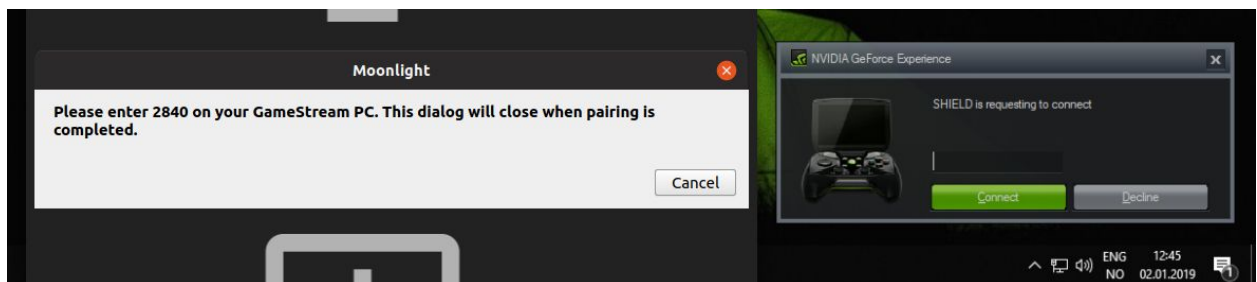 Moonlight
Please enter 2840 on your GameStream PC. This dialog will close when pairing is
completed.
Cancel
NVIDIA GeForce Experience
SHIELD is requesting to connect
Connect
Decline
ENG
NO
12:45
02.01.2019
1